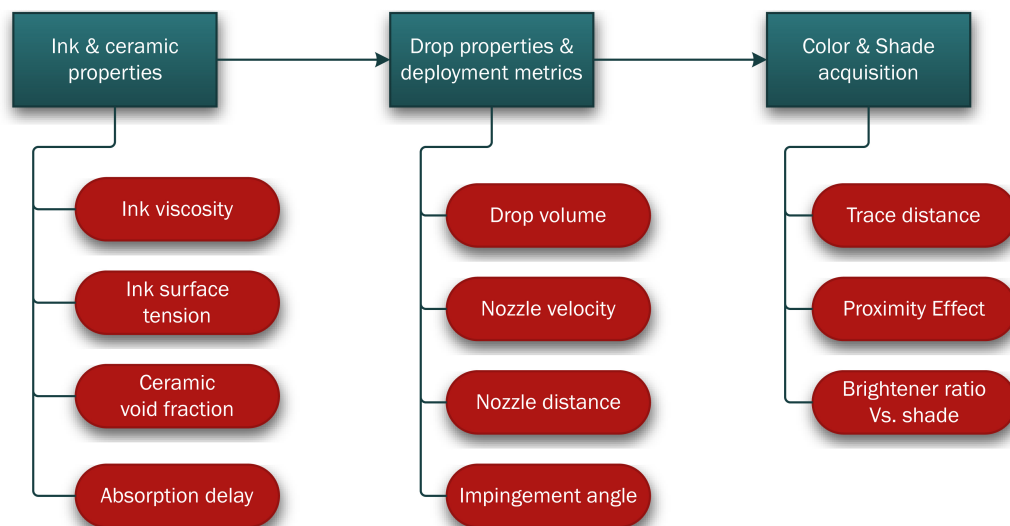 Ink & ceramic
properties
Drop properties &
deployment metrics
Color & Shade
acquisition
Ink viscosity
Ink surface
tension
Ceramic
void fraction
Absorption delay
Drop volume
Nozzle velocity
Nozzle distance
Impingement angle
Trace distance
Proximity Effect
Brightener ratio
Vs. shade